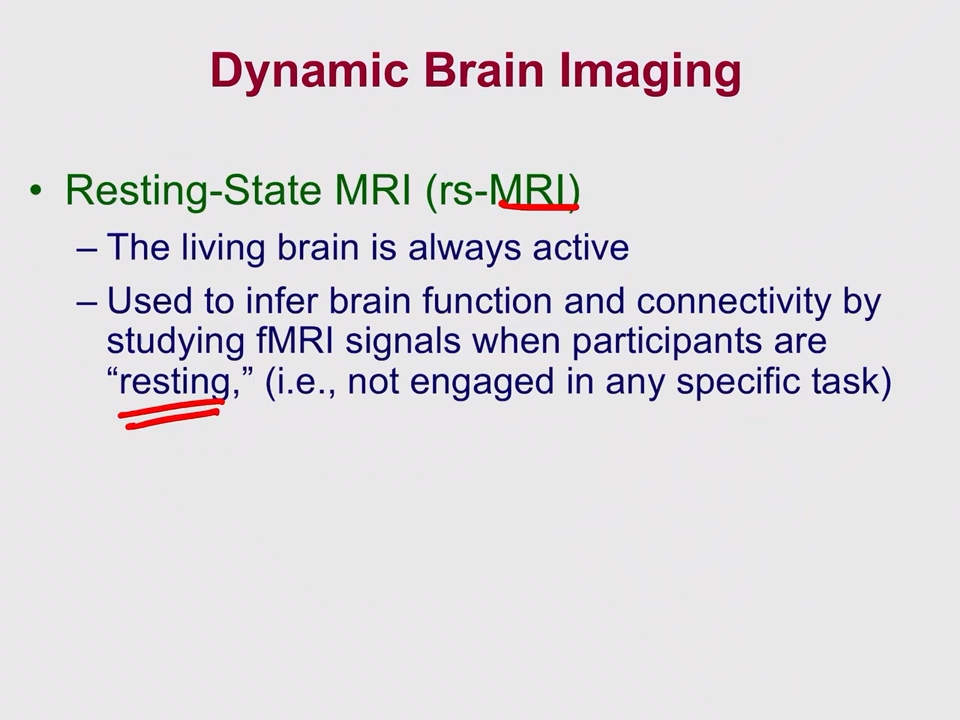 Dynamic Brain Imaging
• Resting-State MRI (rs-MRI)
– The living brain is always active
– Used to infer brain function and connectivity by
studying fMRI signals when participants are
“resting,” (i.e., not engaged in any specific task)